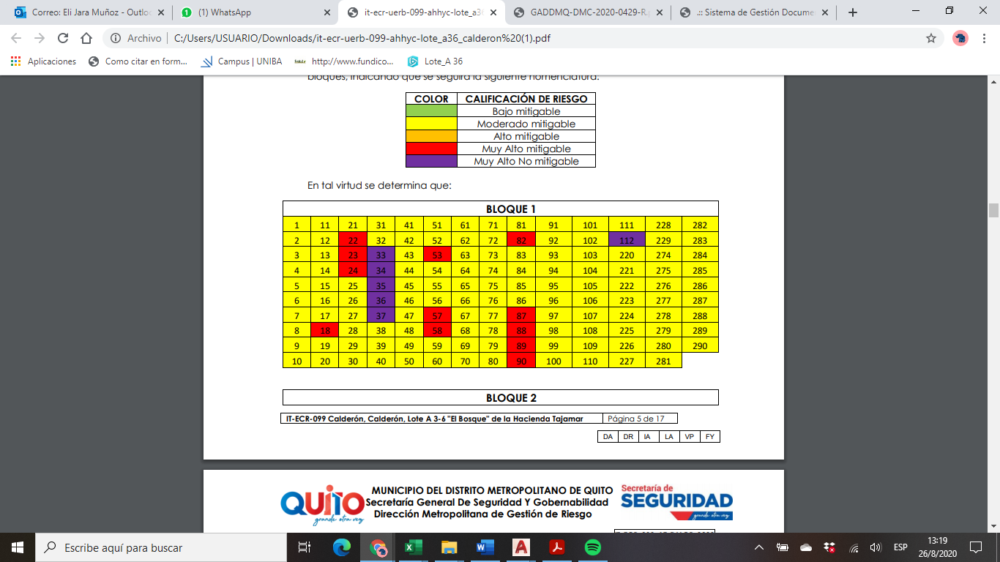 Correo: Eli Jara Muñoz - Outloo
(1) WhatsApp
it-ecr-uerb-099-ahhyc-lote_a36
GADDMQ-DMC-2020-0429-R.p
.:: Sistema de Gestión Docume
Archivo
C:/Users/USUARIO/Downloads/it-ecr-uerb-099-ahhyc-lote_a36_calderon%20(1).pdf
Aplicaciones
Como citar en form...
Campus | UNIBA
http://www.fundico...
Lote_A 36
bloques, indicando que se seguirá la siguiente nomenclatura:
COLOR CALIFICACIÓN DE RIESGO
Bajo mitigable
Moderado mitigable
Alto mitigable
Muy Alto mitigable
Muy Alto No mitigable
En tal virtud se determina que:
BLOQUE 1
1 11 21 31 41 51 61 71 81 91 101 111 228 282
2 12 22 32 42 52 62 72 82 92 102 112 229 283
3 13 23 33 43 53 63 73 83 93 103 220 274 284
4 14 24 34 44 54 64 74 84 94 104 221 275 285
5 15 25 35 45 55 65 75 85 95 105 222 276 286
6 16 26 36 46 56 66 76 86 96 106 223 277 287
7 17 27 37 47 57 67 77 87 97 107 224 278 288
8 18 28 38 48 58 68 78 88 98 108 225 279 289
9 19 29 39 49 59 69 79 89 99 109 226 280 290
10 20 30 40 50 60 70 80 90 100 110 227 281
BLOQUE 2
IT-ECR-099 Calderón, Calderón, Lote A 3-6 "El Bosque" de la Hacienda Tajamar Página 5 de 17
DA DR IA LA VP FY
QUITO
grande otra vez
MUNICIPIO DEL DISTRITO METROPOLITANO DE QUITO
Secretaría General De Seguridad Y Gobernabilidad
Dirección Metropolitana de Gestión de Riesgo
Secretaría de
SEGURIDAD
grande otra vez
Escribe aquí para buscar
ESP
13:19
26/8/2020